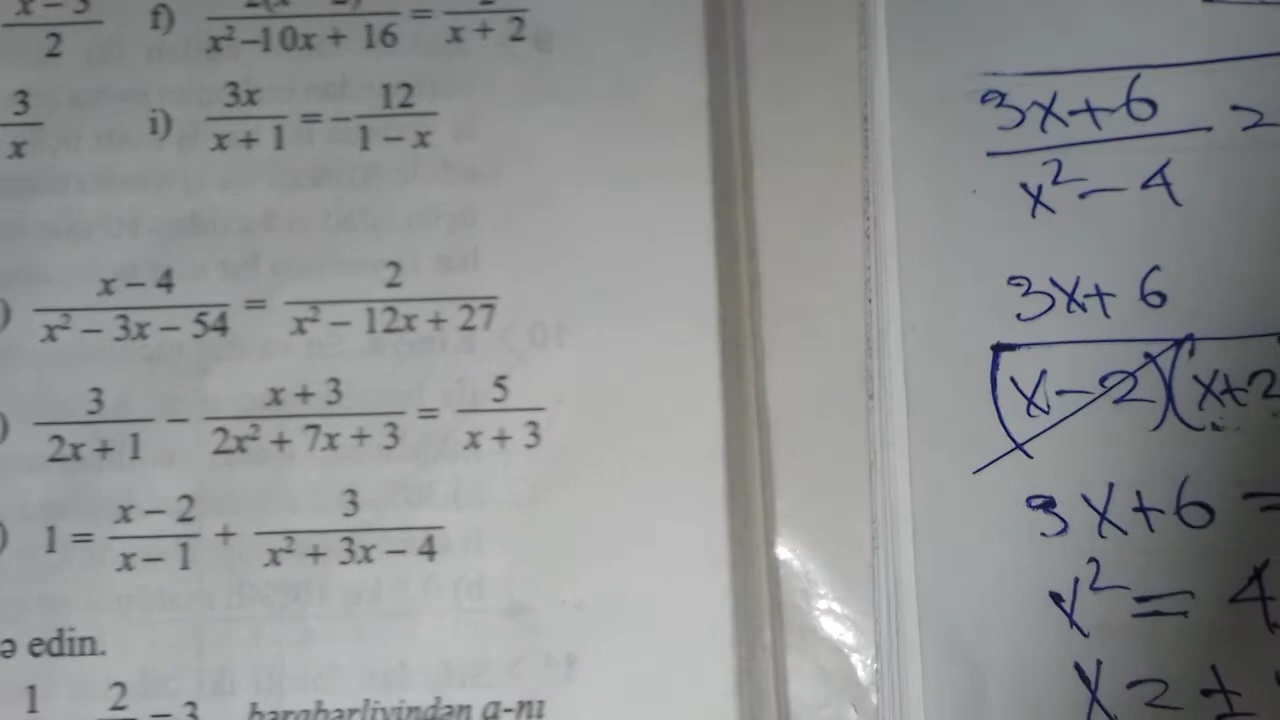 x − 3 / 2    f) 2(x − 2) / x² − 10x + 16 = / x + 2
3 / x    i) 3x / x + 1 = − 12 / 1 − x
) x − 4 / x² − 3x − 54 = 2 / x² − 12x + 27
) 3 / 2x + 1 − x + 3 / 2x² + 7x + 3 = 5 / x + 3
) 1 = x − 2 / x − 1 + 3 / x² + 3x − 4
ə edin.
1    2    = 3    bərabərliyindən a-nı
3x+6 / x² − 4 =
3x+6
(x − 2)(x+2
3x+6 =
x² = 4
x = ±